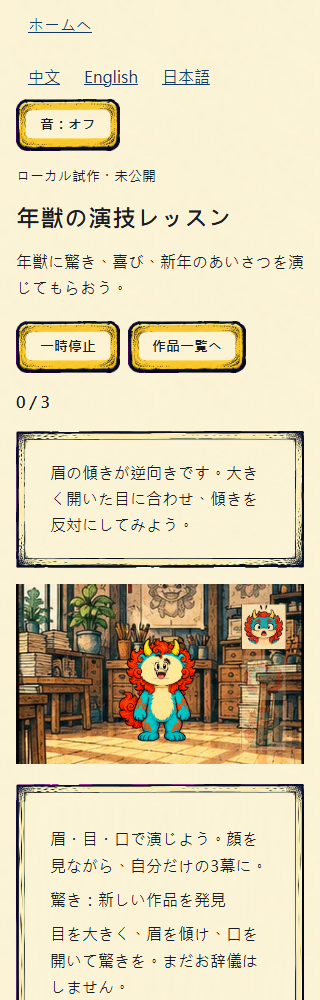 ホームへ
中文 English 日本語
音：オフ
ローカル試作・未公開
年獣の演技レッスン
年獣に驚き、喜び、新年のあいさつを演
じてもらおう。
一時停止 作品一覧へ
0 / 3
眉の傾きが逆向きです。大き
く開いた目に合わせ、傾きを
反対にしてみよう。
眉・目・口で演じよう。顔を
見ながら、自分だけの3幕に。
驚き：新しい作品を発見
目を大きく、眉を傾け、口を
開いて驚きを。まだお辞儀は
しません。